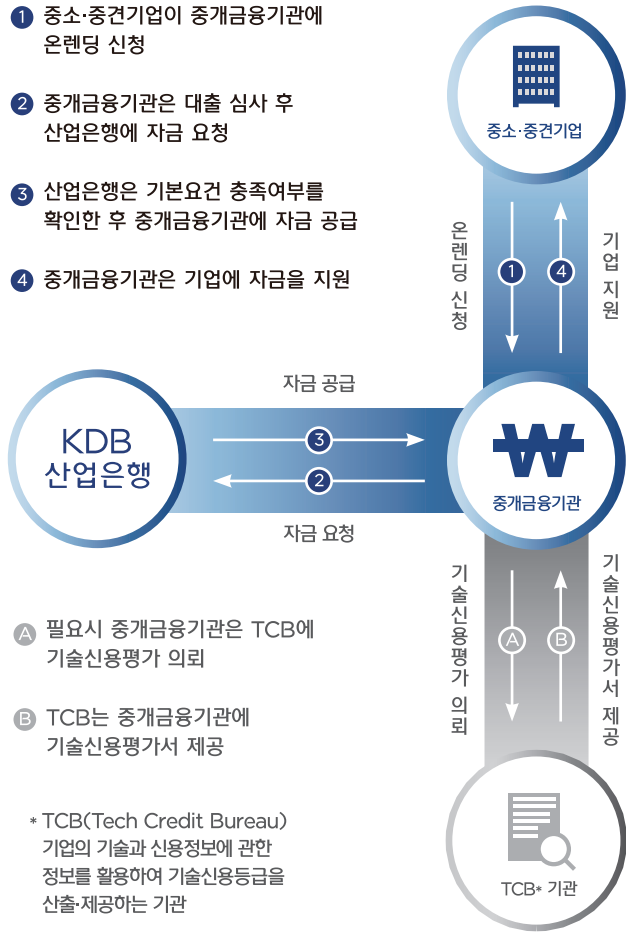 1 중소·중견기업이 중개금융기관에
온렌딩 신청
2 중개금융기관은 대출 심사 후
산업은행에 자금 요청
3 산업은행은 기본요건 충족여부를
확인한 후 중개금융기관에 자금 공급
4 중개금융기관은 기업에 자금을 지원
중소·중견기업
온렌딩 신청
1
4
기업 지원
KDB
산업은행
자금 공급
3
2
자금 요청
₩
중개금융기관
기술신용평가 의뢰
A
B
기술신용평가서 제공
A 필요시 중개금융기관은 TCB에
기술신용평가 의뢰
B TCB는 중개금융기관에
기술신용평가서 제공
* TCB(Tech Credit Bureau)
기업의 기술과 신용정보에 관한
정보를 활용하여 기술신용등급을
산출·제공하는 기관
TCB* 기관